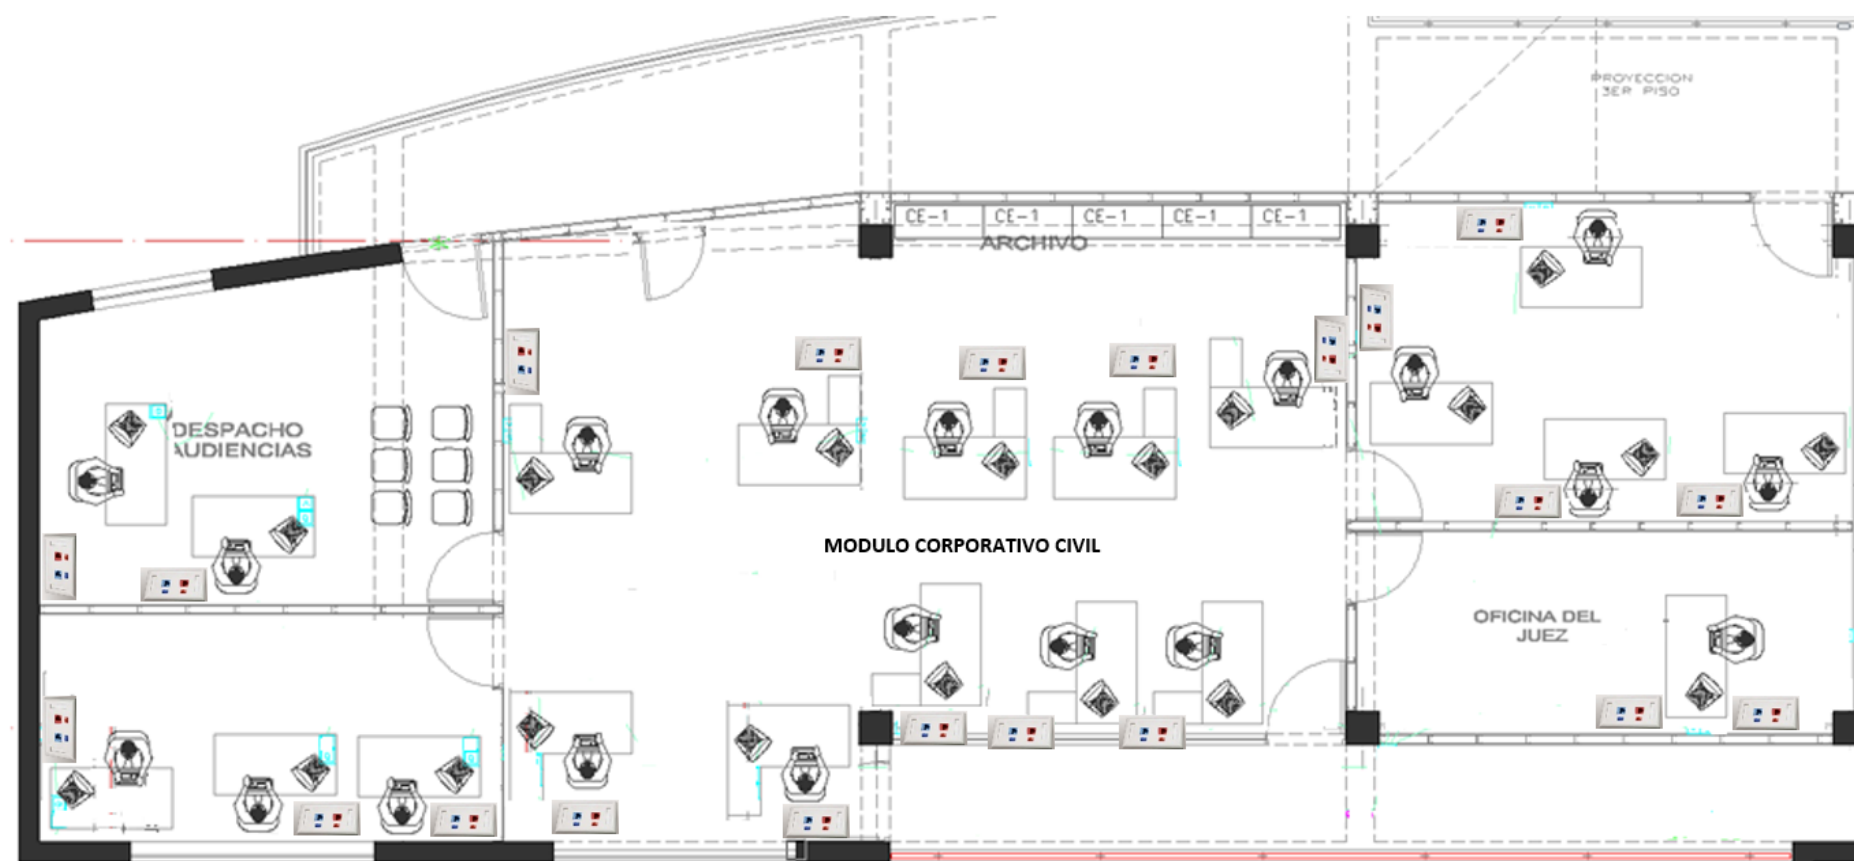 PROYECCION
3ER PISO
CE-1 CE-1 CE-1 CE-1 CE-1
ARCHIVO
DESPACHO
AUDIENCIAS
MODULO CORPORATIVO CIVIL
OFICINA DEL
JUEZ